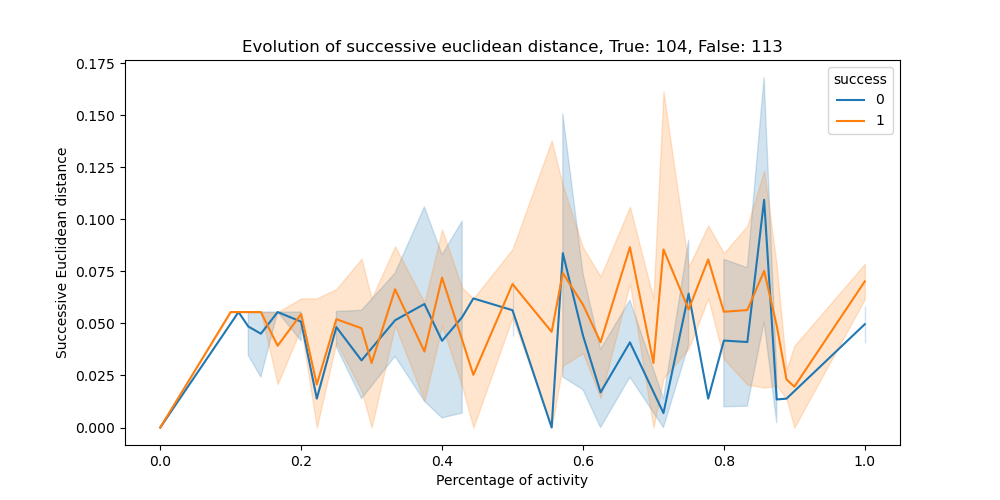 Evolution of successive euclidean distance, True: 104, False: 113
success
0
1
0.175
0.150
0.125
0.100
0.075
0.050
0.025
0.000
Successive Euclidean distance
0.0 0.2 0.4 0.6 0.8 1.0
Percentage of activity